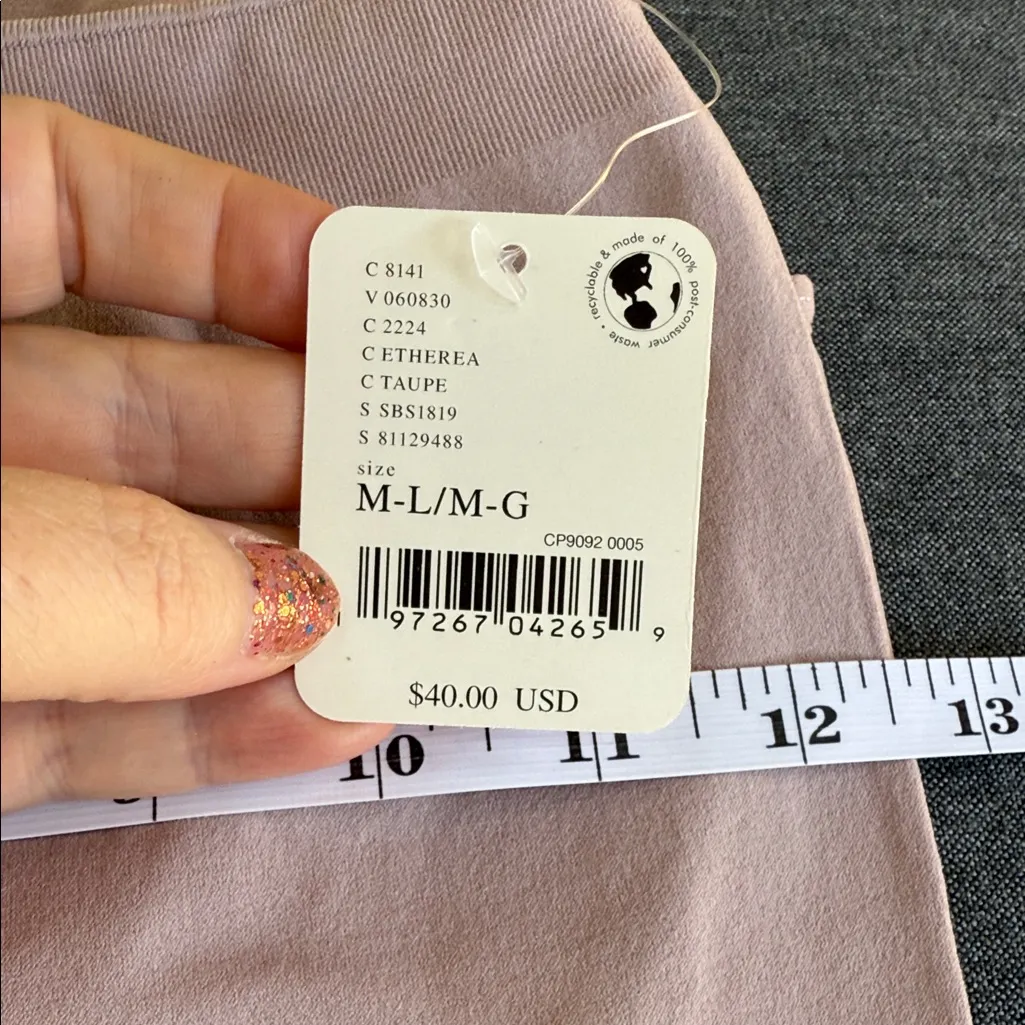 C 8141
V 060830
C 2224
C ETHEREA
C TAUPE
S SBS1819
S 81129488
size
M-L/M-G
CP9092 0005
97267 04265 9
$40.00 USD
recyclable & made of 100% post-consumer waste •
10 11 12 13